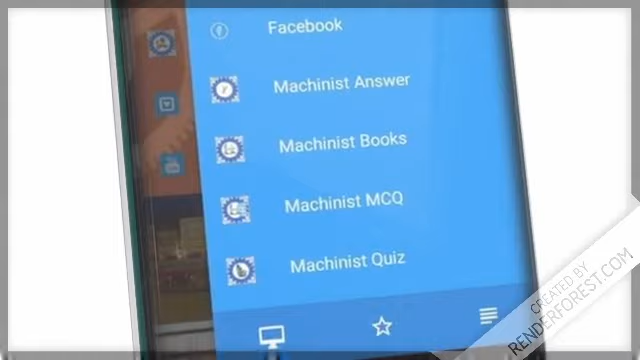 Facebook
Machinist Answer
Machinist Books
Machinist MCQ
Machinist Quiz
CREATED BY
RENDERFOREST.COM